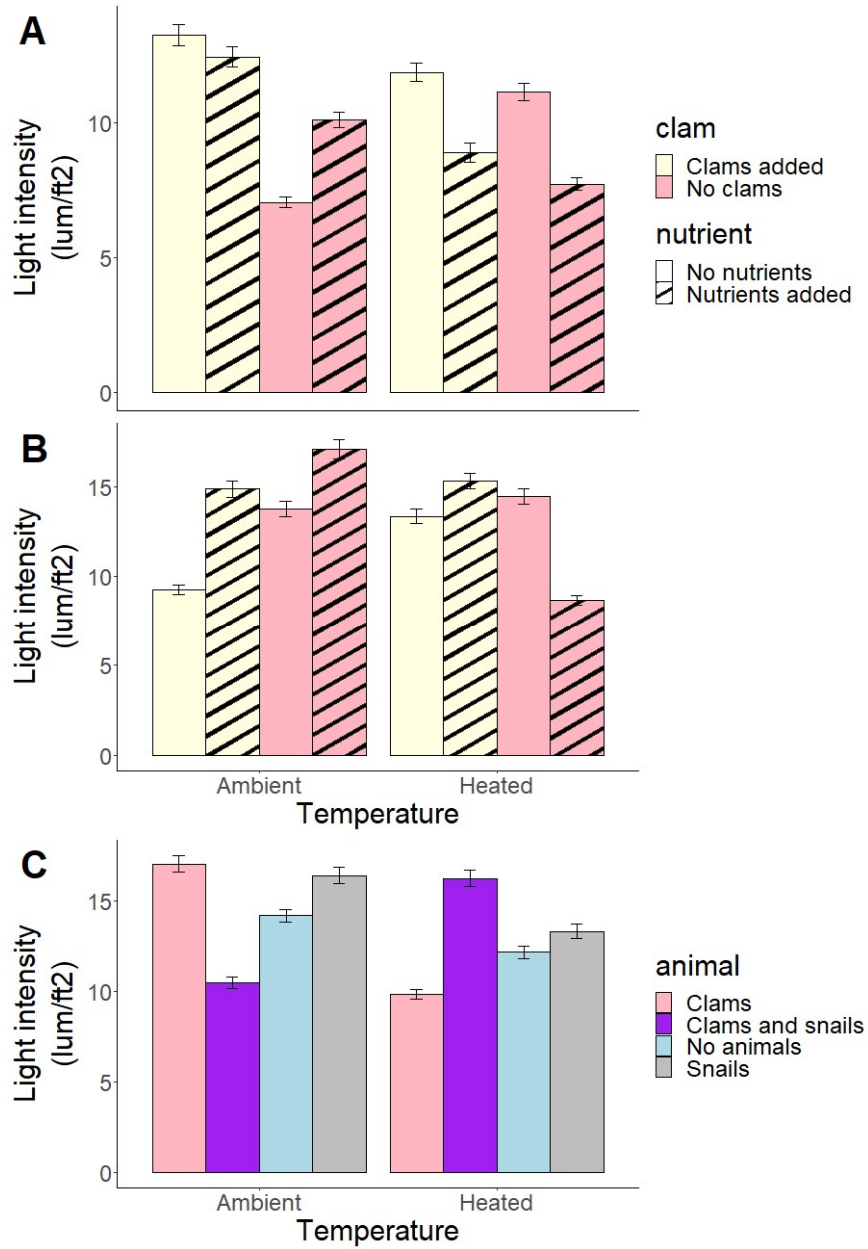 A
Light intensity
(lum/ft2)
10
5
0
clam
Clams added
No clams
nutrient
No nutrients
Nutrients added
B
Light intensity
(lum/ft2)
15
10
5
0
Ambient
Heated
Temperature
C
Light intensity
(lum/ft2)
15
10
5
0
Ambient
Heated
Temperature
animal
Clams
Clams and snails
No animals
Snails